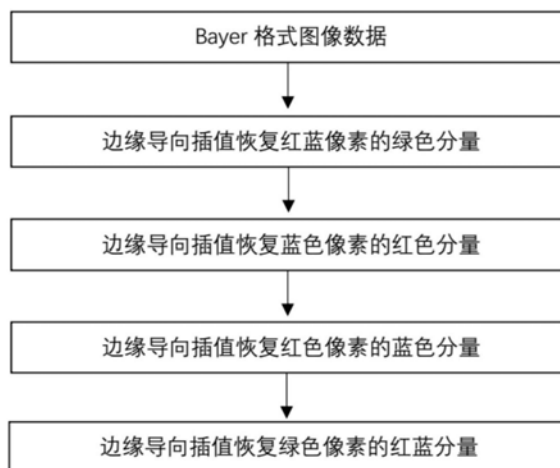 Bayer 格式图像数据
边缘导向插值恢复红蓝像素的绿色分量
边缘导向插值恢复蓝色像素的红色分量
边缘导向插值恢复红色像素的蓝色分量
边缘导向插值恢复绿色像素的红蓝分量